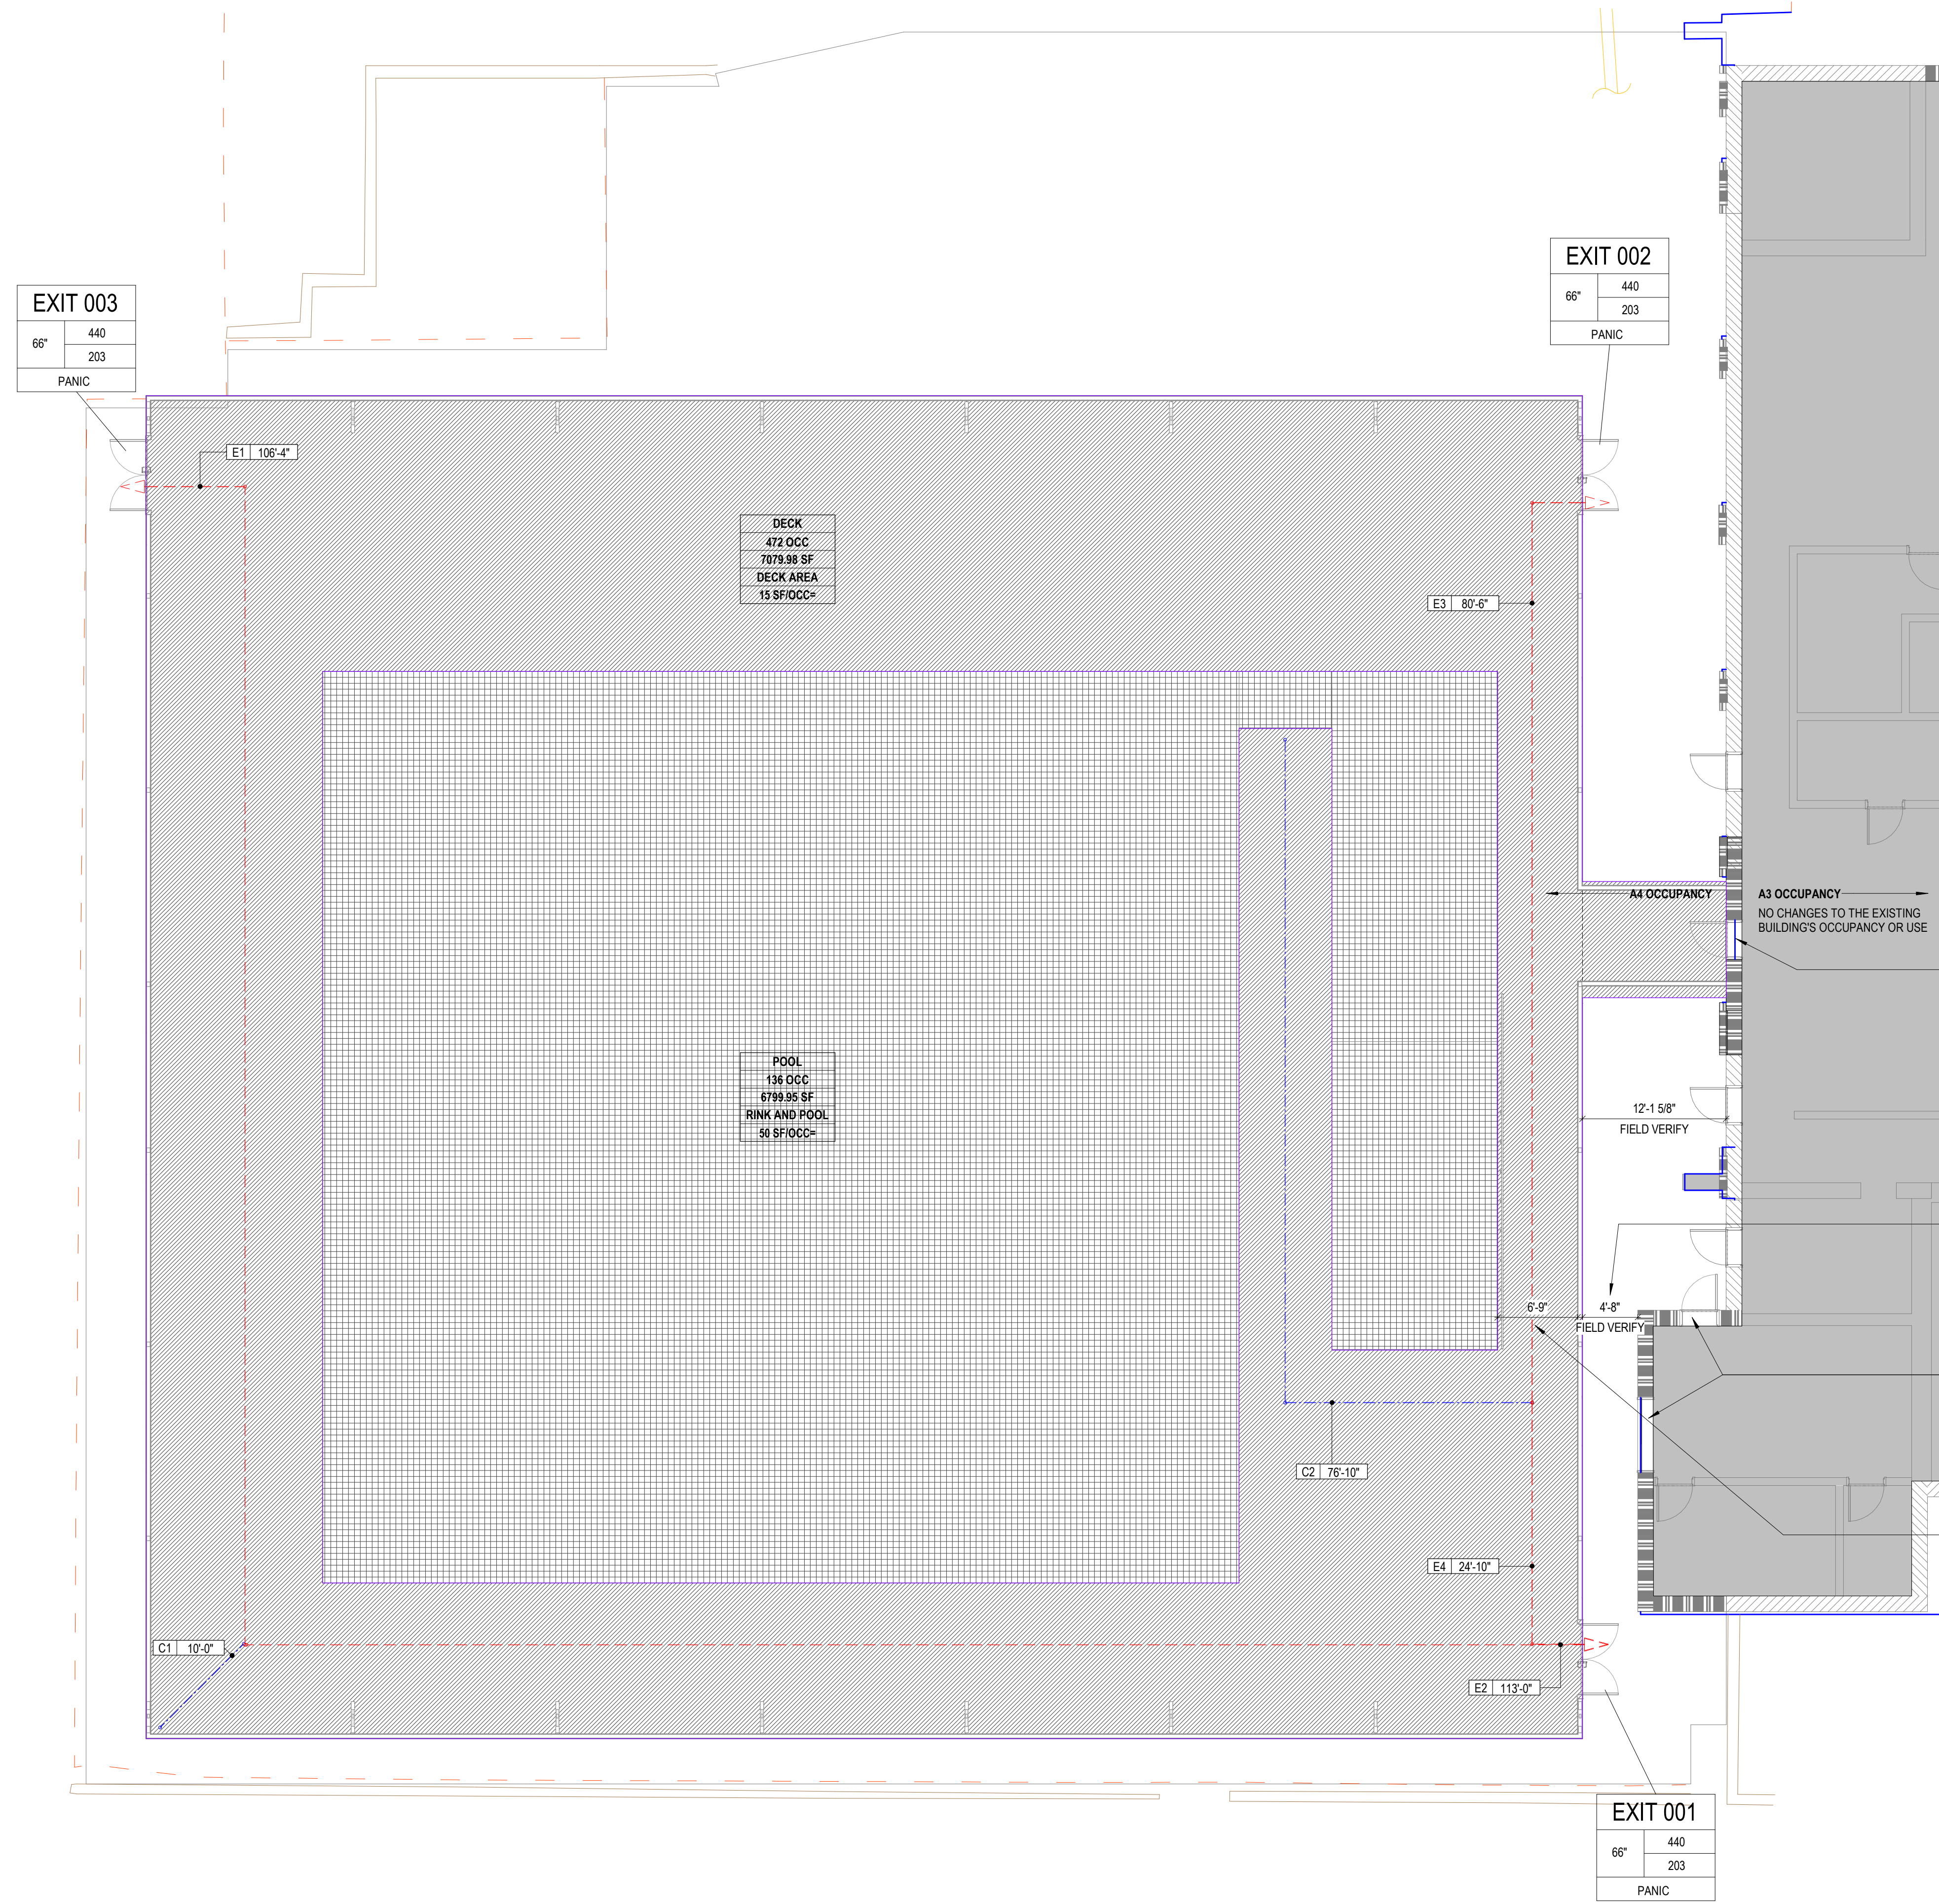 EXIT 002
66"
440
203
PANIC
EXIT 003
66"
440
203
PANIC
E1 106'-4"
DECK
472 OCC
7079.98 SF
DECK AREA
15 SF/OCC=
E3 80'-6"
A4 OCCUPANCY
A3 OCCUPANCY
NO CHANGES TO THE EXISTING
BUILDING'S OCCUPANCY OR USE
POOL
136 OCC
6799.95 SF
RINK AND POOL
50 SF/OCC=
12'-1 5/8"
FIELD VERIFY
6'-9"
4'-8"
FIELD VERIFY
C2 76'-10"
E4 24'-10"
C1 10'-0"
E2 113'-0"
EXIT 001
66"
440
203
PANIC